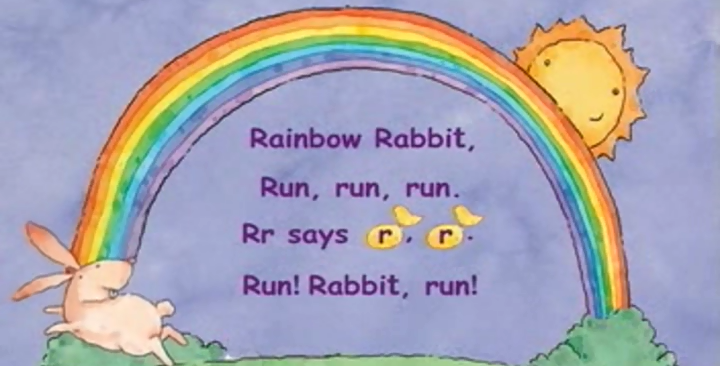 Rainbow Rabbit,
Run, run, run.
Rr says r, r.
Run! Rabbit, run!